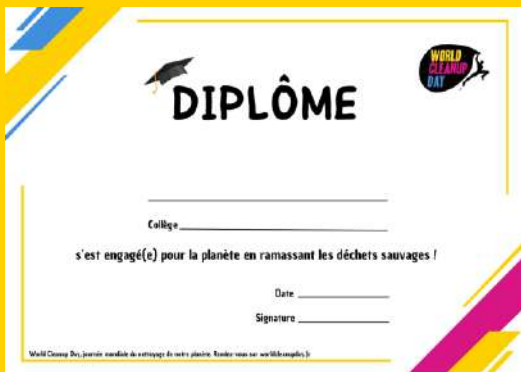 WORLD
CLEANUP
DAY
DIPLÔME
Collège
s'est engagé(e) pour la planète en ramassant les déchets sauvages !
Date
Signature
World Cleanup Day, journée mondiale du nettoyage de notre planète. Rendez-vous sur worldcleanupday.fr